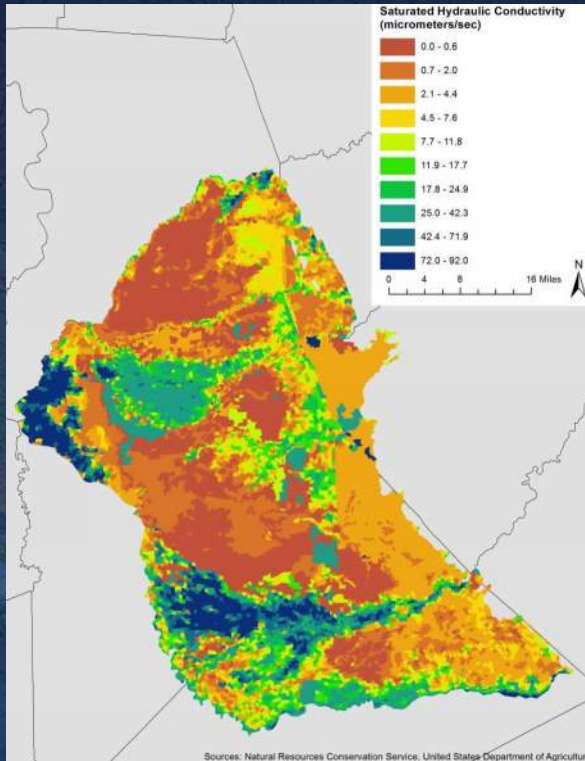 Saturated Hydraulic Conductivity
(micrometers/sec)
0.0 - 0.6
0.7 - 2.0
2.1 - 4.4
4.5 - 7.6
7.7 - 11.8
11.9 - 17.7
17.8 - 24.9
25.0 - 42.3
42.4 - 71.9
72.0 - 92.0
N
0 4 8 16 Miles
Sources: Natural Resources Conservation Service, United States Department of Agricultur